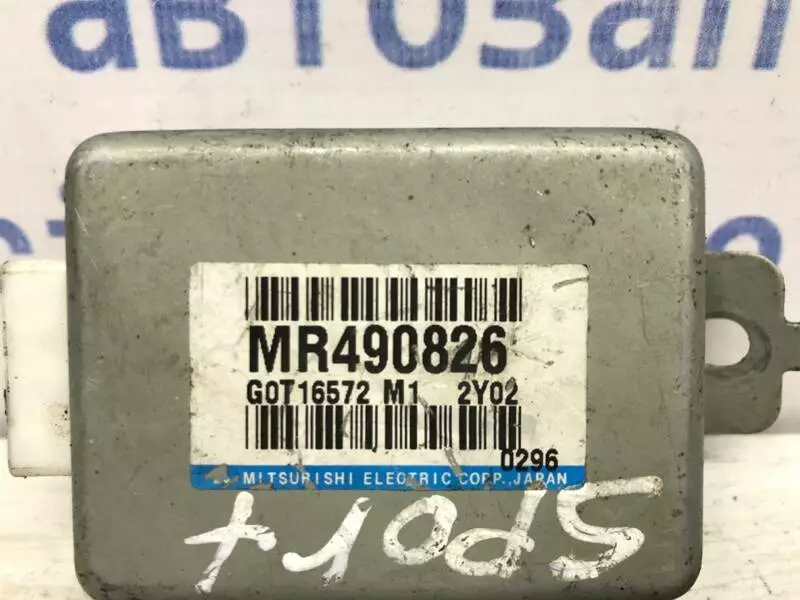 автозап
MR490826
G0T16572 M1 2Y02
0296
MITSUBISHI ELECTRIC CORP., JAPAN
SPORT